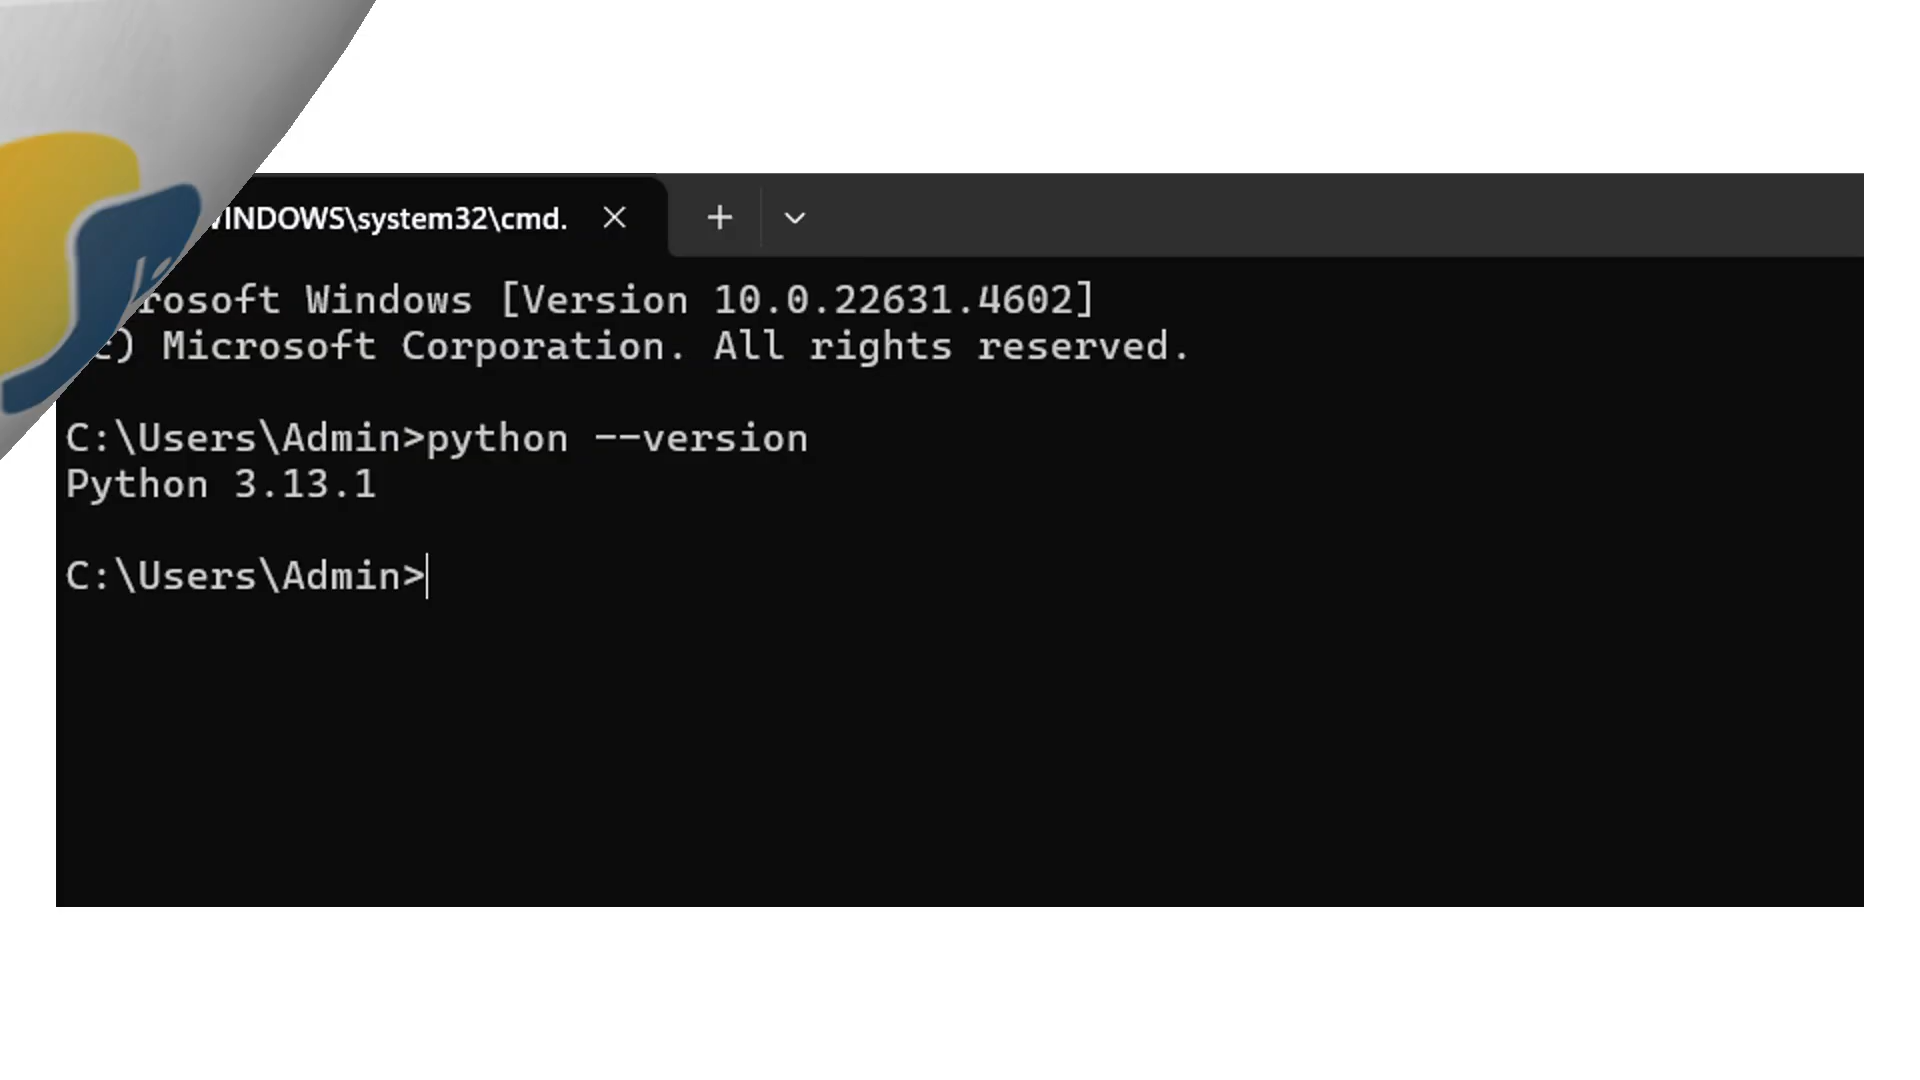 INDOWS\system32\cmd.
rosoft Windows [Version 10.0.22631.4602]
c) Microsoft Corporation. All rights reserved.
C:\Users\Admin>python --version
Python 3.13.1
C:\Users\Admin>